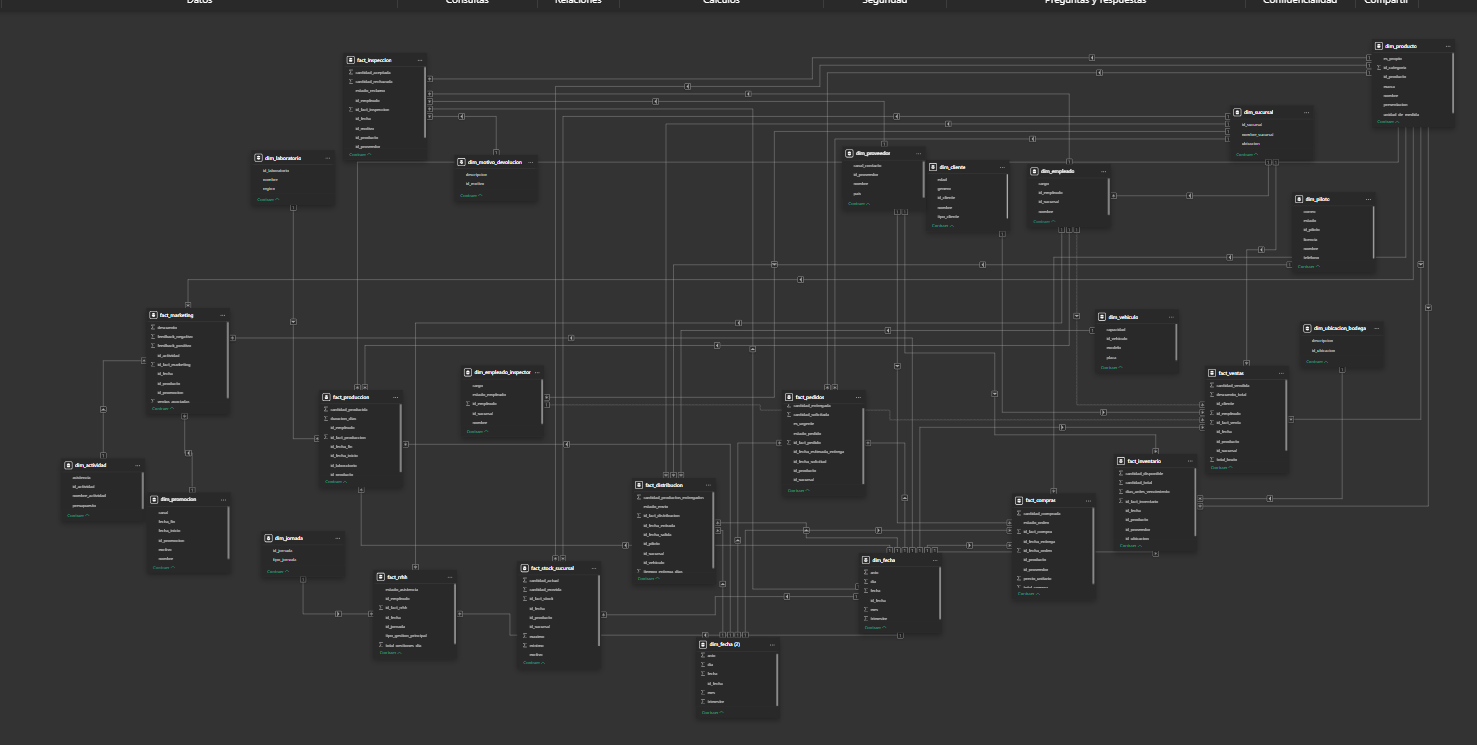 Datos
Consultas
Relaciones
Cálculos
Seguridad
Preguntas y respuestas
Confidencialidad
Compartir
fact_inspeccion
cantidad_aceptada
cantidad_rechazada
estado_reclamo
id_empleado
id_fact_inspeccion
id_fecha
id_motivo
id_producto
id_proveedor
Contraer
dim_producto
es_propio
id_categoria
id_producto
marca
nombre
presentacion
unidad_de_medida
Contraer
dim_sucursal
id_sucursal
nombre_sucursal
ubicacion
Contraer
dim_laboratorio
id_laboratorio
nombre
region
Contraer
dim_motivo_devolucion
descripcion
id_motivo
Contraer
dim_proveedor
canal_contacto
id_proveedor
nombre
pais
Contraer
dim_cliente
edad
genero
id_cliente
nombre
tipo_cliente
Contraer
dim_empleado
cargo
id_empleado
id_sucursal
nombre
Contraer
dim_piloto
correo
estado
id_piloto
licencia
nombre
telefono
Contraer
fact_marketing
descuento
feedback_negativo
feedback_positivo
id_actividad
id_fact_marketing
id_fecha
id_producto
id_promocion
ventas_asociadas
Contraer
dim_vehiculo
capacidad
id_vehiculo
modelo
placa
Contraer
dim_ubicacion_bodega
descripcion
id_ubicacion
Contraer
fact_produccion
cantidad_producida
duracion_dias
id_empleado
id_fact_produccion
id_fecha_fin
id_fecha_inicio
id_laboratorio
id_producto
Contraer
dim_empleado_inspector
cargo
estado_empleado
id_empleado
id_sucursal
nombre
Contraer
fact_pedidos
cantidad_entregada
cantidad_solicitada
es_urgente
estado_pedido
id_fact_pedido
id_fecha_estimada_entrega
id_fecha_solicitud
id_producto
id_sucursal
Contraer
fact_ventas
cantidad_vendida
descuento_total
id_cliente
id_empleado
id_fact_venta
id_fecha
id_producto
id_sucursal
total_bruto
Contraer
dim_actividad
asistencia
id_actividad
nombre_actividad
presupuesto
Contraer
dim_promocion
canal
fecha_fin
fecha_inicio
id_promocion
nombre
Contraer
fact_distribucion
cantidad_productos_entregados
estado_envio
id_fact_distribucion
id_fecha_entrada
id_fecha_salida
id_piloto
id_sucursal
id_vehiculo
tiempo_entrega_dias
Contraer
fact_inventario
cantidad_disponible
cantidad_total
dias_antes_vencimiento
id_fact_inventario
id_fecha
id_producto
id_proveedor
id_ubicacion
Contraer
fact_compras
cantidad_comprada
estado_orden
id_fact_compra
id_fecha_entrega
id_fecha_orden
id_producto
id_proveedor
precio_unitario
Contraer
dim_jornada
id_jornada
tipo_jornada
Contraer
fact_rrhh
estado_asistencia
id_empleado
id_fact_rrhh
id_fecha
id_jornada
tipo_gestion_principal
Contraer
fact_stock_sucursal
cantidad_actual
cantidad_vendida
id_fact_stock
id_fecha
id_producto
id_sucursal
maximo
minimo
Contraer
dim_fecha
año
dia
fecha
id_fecha
mes
trimestre
Contraer
dim_fecha (2)
año
dia
fecha
id_fecha
mes
trimestre
Contraer